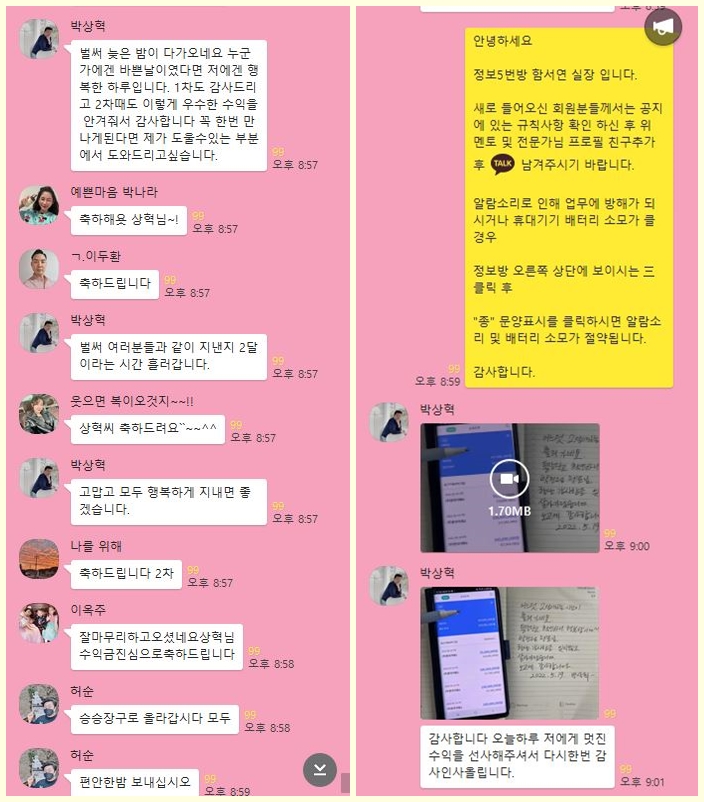 박상혁
벌써 늦은 밤이 다가오네요 누군
가에겐 바쁜날이였다면 저에겐 행
복한 하루입니다. 1차도 감사드리
고 2차때도 이렇게 우수한 수익을
안겨줘서 감사합니다 꼭 한번 만
나게된다면 제가 도울수있는 부분
에서 도와드리고싶습니다.
99
오후 8:57
예쁜마음 박나라
축하해욧 상혁님~!
99
오후 8:57
ㄱ.이두환
축하드립니다
99
오후 8:57
박상혁
벌써 여러분들과 같이 지낸지 2달
이라는 시간 흘러갑니다.
99
오후 8:57
웃으면 복이오것지~~!!
상혁씨 축하드려요``~~^^
99
오후 8:57
박상혁
고맙고 모두 행복하게 지내면 좋
겠습니다.
99
오후 8:57
나를 위해
축하드립니다 2차
99
오후 8:57
이옥주
잘마무리하고오셨네요상혁님
수익금진심으로축하드립니다
99
오후 8:58
허순
승승장구로 올라갑시다 모두
99
오후 8:58
허순
편안한밤 보내십시오
99
오후 8:59
안녕하세요
정보5번방 함서연 실장 입니다.
새로 들어오신 회원분들께서는 공지
에 있는 규칙사항 확인 하신 후 위
멘토 및 전문가님 프로필 친구추가
후 TALK 남겨주시기 바랍니다.
알람소리로 인해 업무에 방해가 되
시거나 휴대기기 배터리 소모가 클
경우
정보방 오른쪽 상단에 보이시는 三
클릭 후
"종" 문양표시를 클릭하시면 알람소
리 및 배터리 소모가 절약됩니다.
감사합니다.
99
오후 8:59
박상혁
1.70MB
2022. 5. 19
99
오후 9:00
박상혁
2022. 5. 19
99
감사합니다 오늘하루 저에게 멋진
수익을 선사해주셔서 다시한번 감
사인사올립니다.
99
오후 9:01